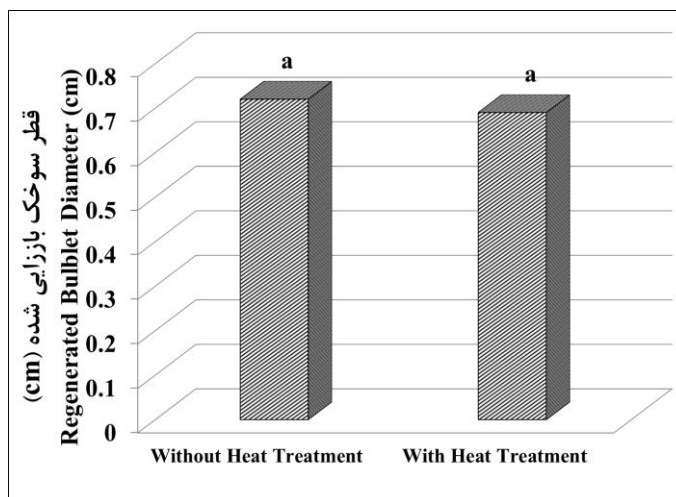 قطر سوخک باززایی شده (cm)
Regenerated Bulblet Diameter (cm)
0.8
0.7
0.6
0.5
0.4
0.3
0.2
0.1
0
a
a
Without Heat Treatment
With Heat Treatment